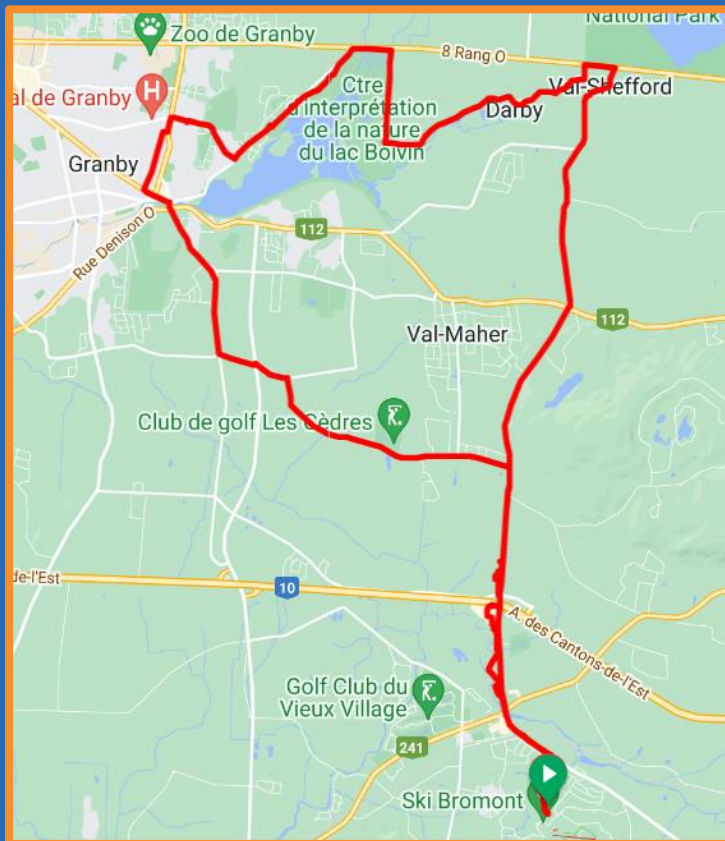 National Park
Zoo de Granby
8 Rang O
Val-Shefford
al de Granby
H
Ctre
d'interprétation
de la nature
du lac Boivin
Darby
Granby
Rue Denison O
112
112
Val-Maher
Club de golf Les Cèdres
de-l'Est
10
A. des Cantons-de-l'Est
Golf Club du
Vieux Village
241
Ski Bromont